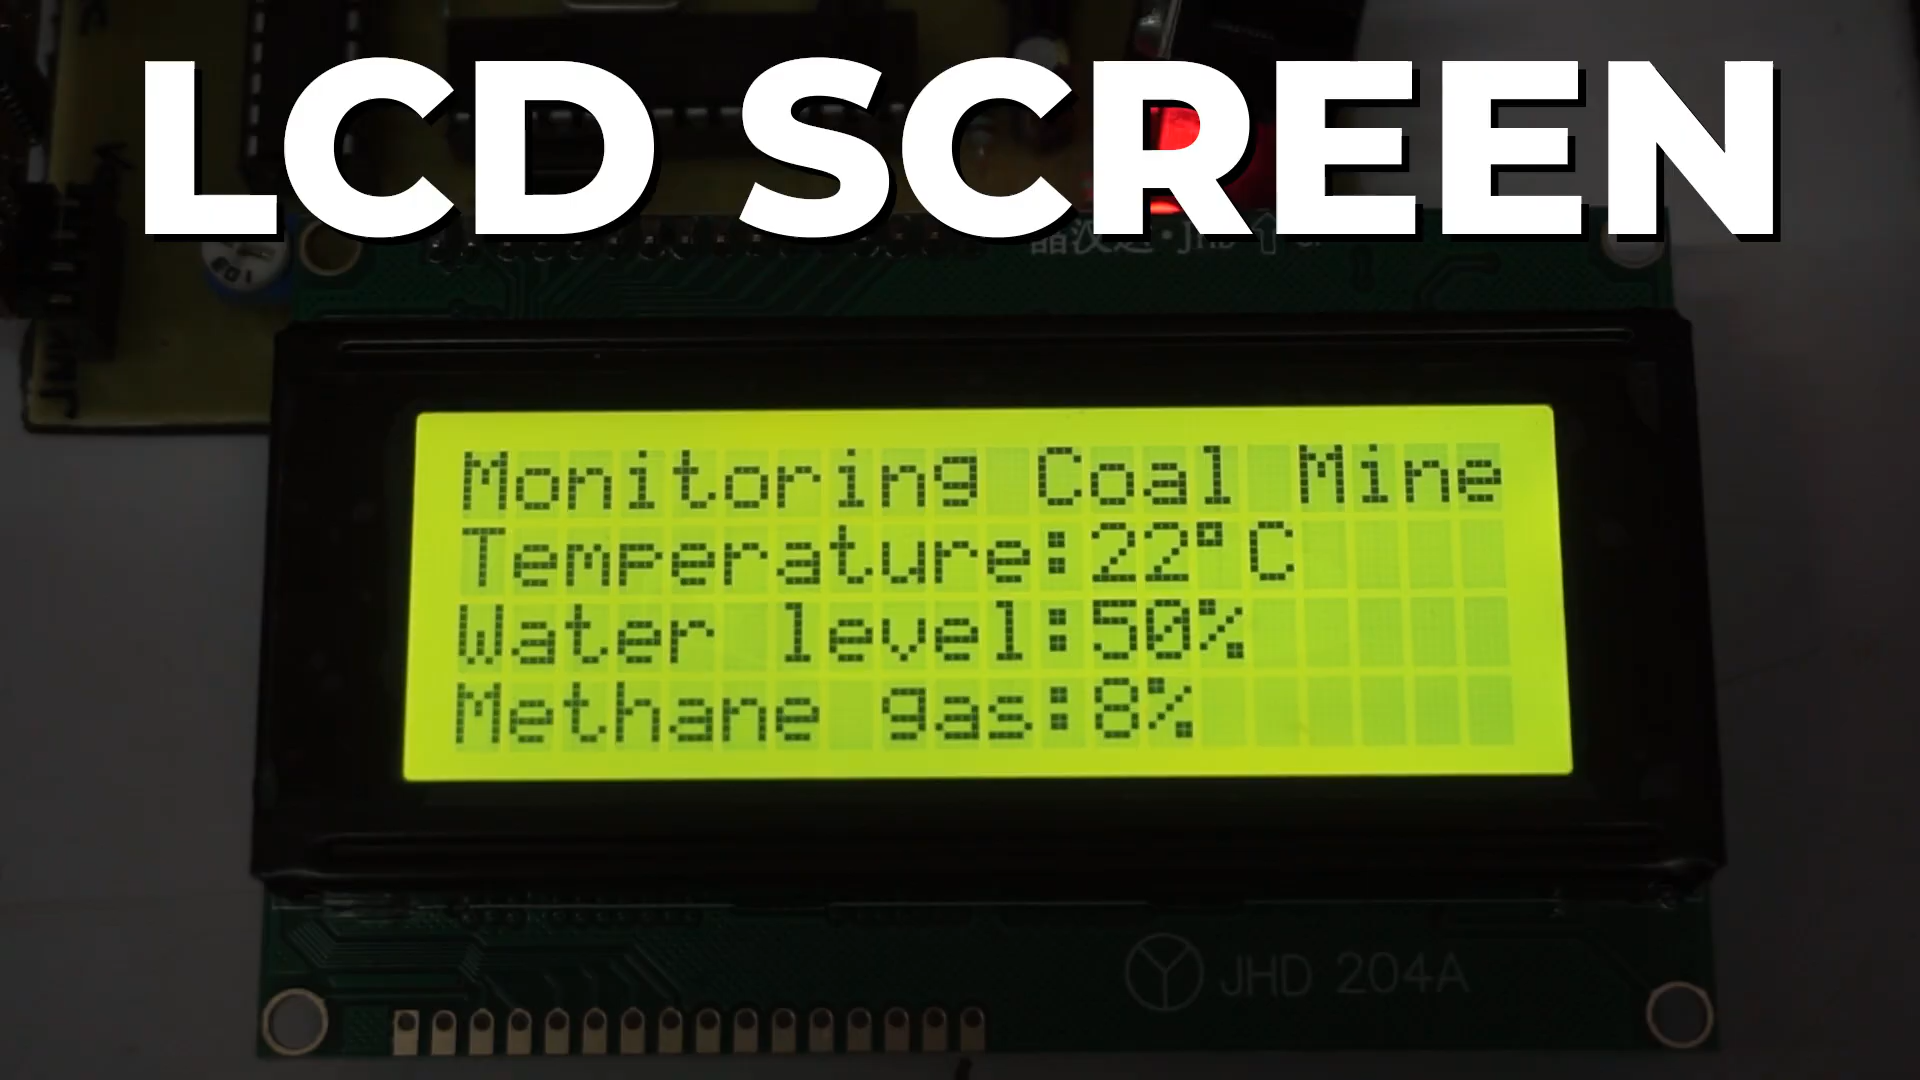 LCD SCREEN
Monitoring Coal Mine
Temperature:22°C
Water level:50%
Methane gas:8%
JHD 204A